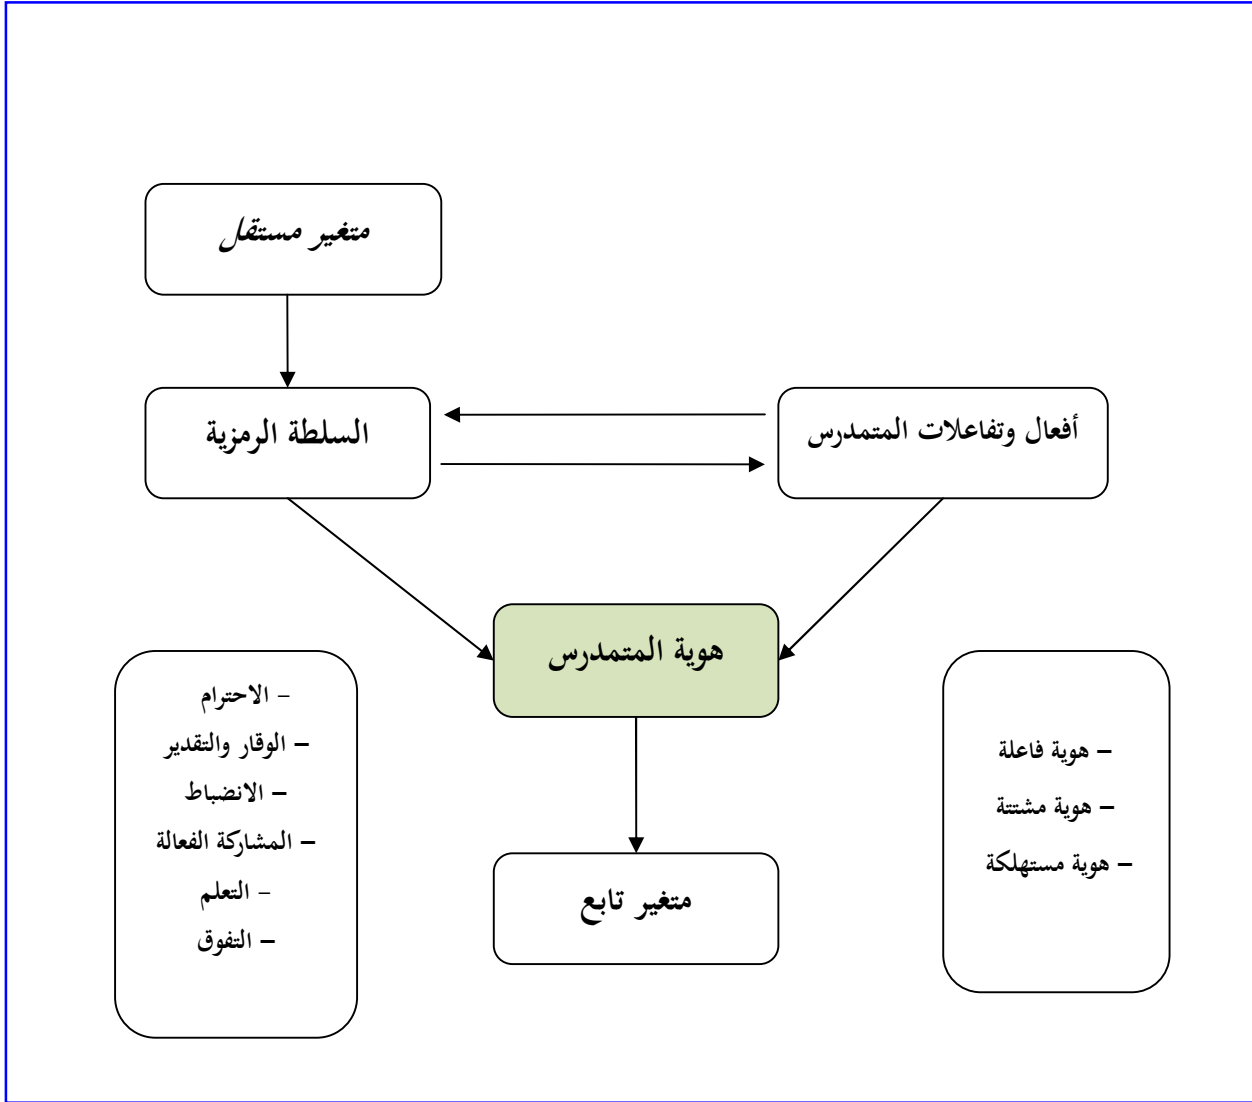 متغير مستقل
أفعال وتفاعلات المتمدرس
السلطة الرمزية
هوية المتمدرس
– هوية فاعلة
– هوية مشتتة
– هوية مستهلكة
- الاحترام
– الوقار والتقدير
– الانضباط
– المشاركة الفعالة
- التعلم
– التفوق
متغير تابع